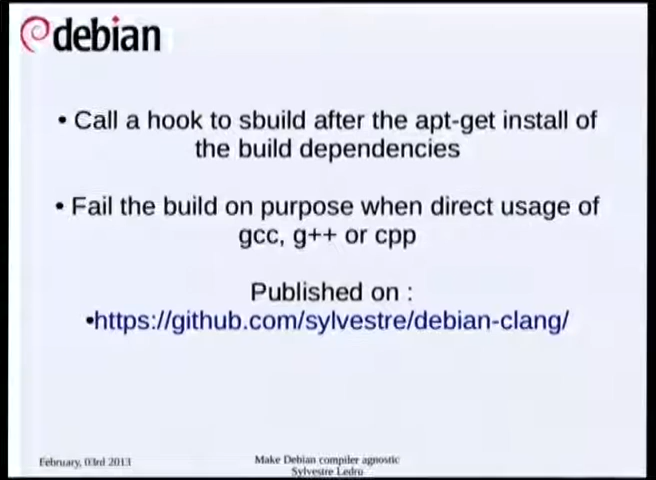 debian
• Call a hook to sbuild after the apt-get install of
the build dependencies
• Fail the build on purpose when direct usage of
gcc, g++ or cpp
Published on :
•https://github.com/sylvestre/debian-clang/
February, 03rd 2013
Make Debian compiler agnostic
Sylvestre Ledru